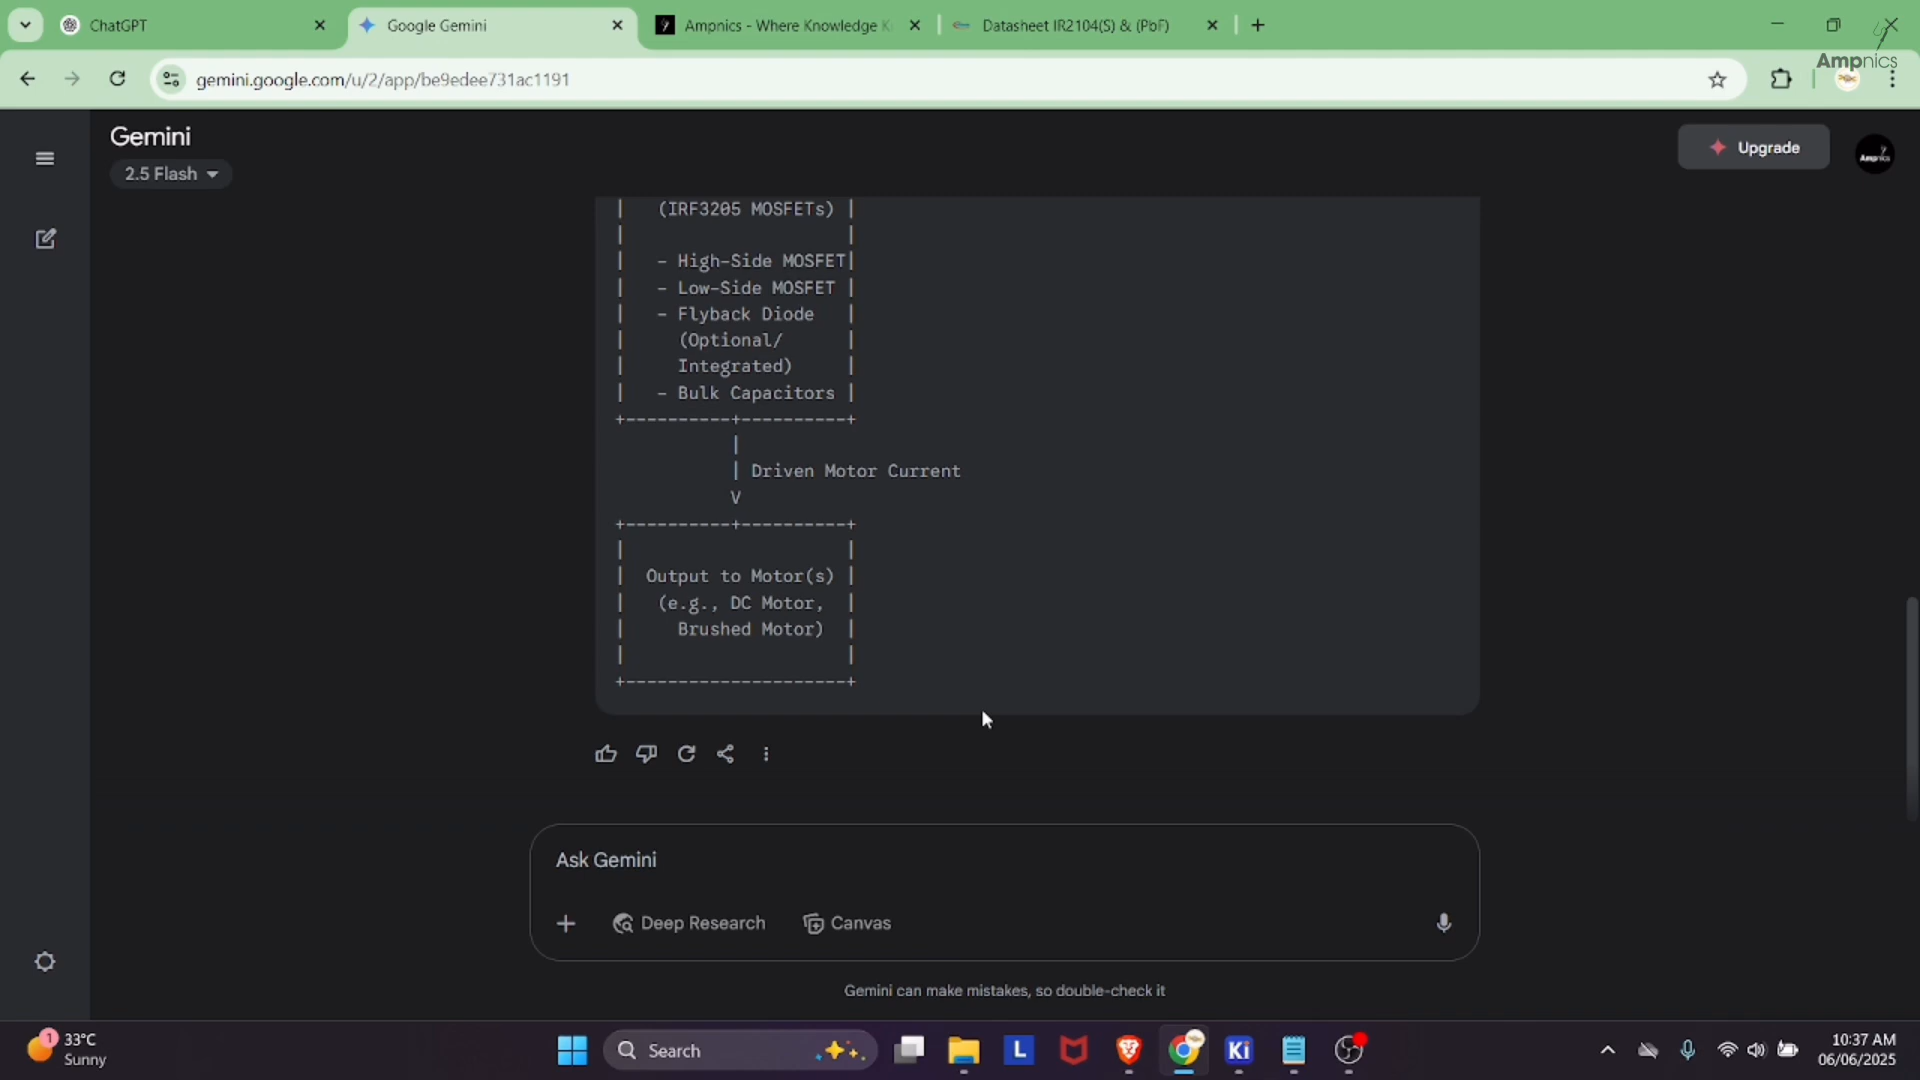 ChatGPT
Google Gemini
Ampnics - Where Knowledge K
Datasheet IR2104(S) & (PbF)
gemini.google.com/u/2/app/be9edee731ac1191
Ampnics
Gemini
2.5 Flash
Upgrade
Ampnics
|    (IRF3205 MOSFETs) |
|                      |
|    - High-Side MOSFET|
|    - Low-Side MOSFET |
|    - Flyback Diode   |
|      (Optional/      |
|      Integrated)     |
|    - Bulk Capacitors |
+----------+----------+
|
| Driven Motor Current
V
+----------+----------+
|                      |
|   Output to Motor(s) |
|    (e.g., DC Motor,  |
|      Brushed Motor)  |
|                      |
+---------------------+
Ask Gemini
Deep Research
Canvas
Gemini can make mistakes, so double-check it
1
33°C
Sunny
Search
L
Ki
10:37 AM
06/06/2025